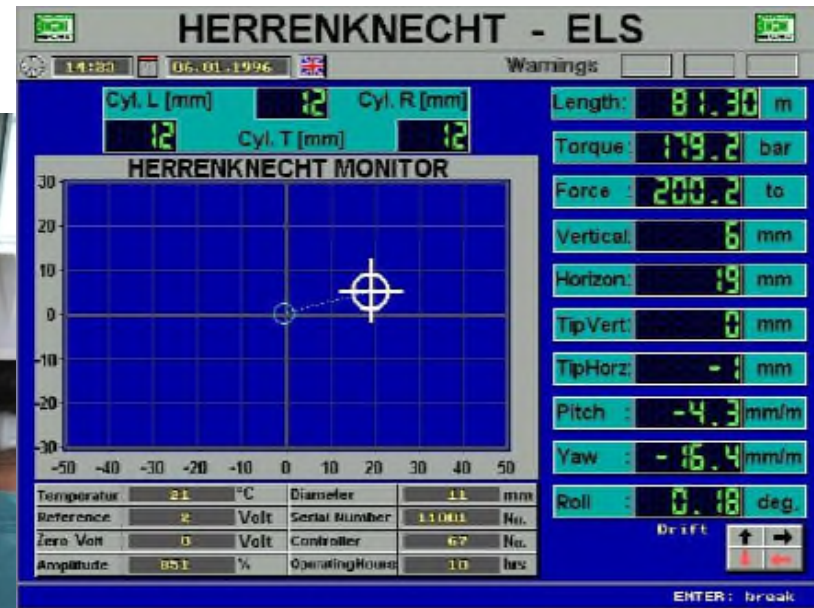 HERRENKNECHT - ELS
14:23 06.01.1996 Warnings
Cyl. L [mm] 12 Cyl. R [mm]
12 Cyl. T [mm] 12
HERRENKNECHT MONITOR
30
20
10
0
-10
-20
-30
-50 -40 -30 -20 -10 0 10 20 30 40 50
Length: 81.30 m
Torque: 179.2 bar
Force : 200.2 to
Vertical: 6 mm
Horizon: 19 mm
TipVert: 0 mm
TipHorz: -1 mm
Pitch : -4.3 mm/m
Yaw : -16.4 mm/m
Roll : 0.18 deg.
Drift
Temperatur 21 °C Diameter 11 mm
Reference 2 Volt Serial Number 11001 No.
Zero Volt 0 Volt Controller 67 No.
Amplitude 851 % OperatingHours 10 hrs
ENTER: break